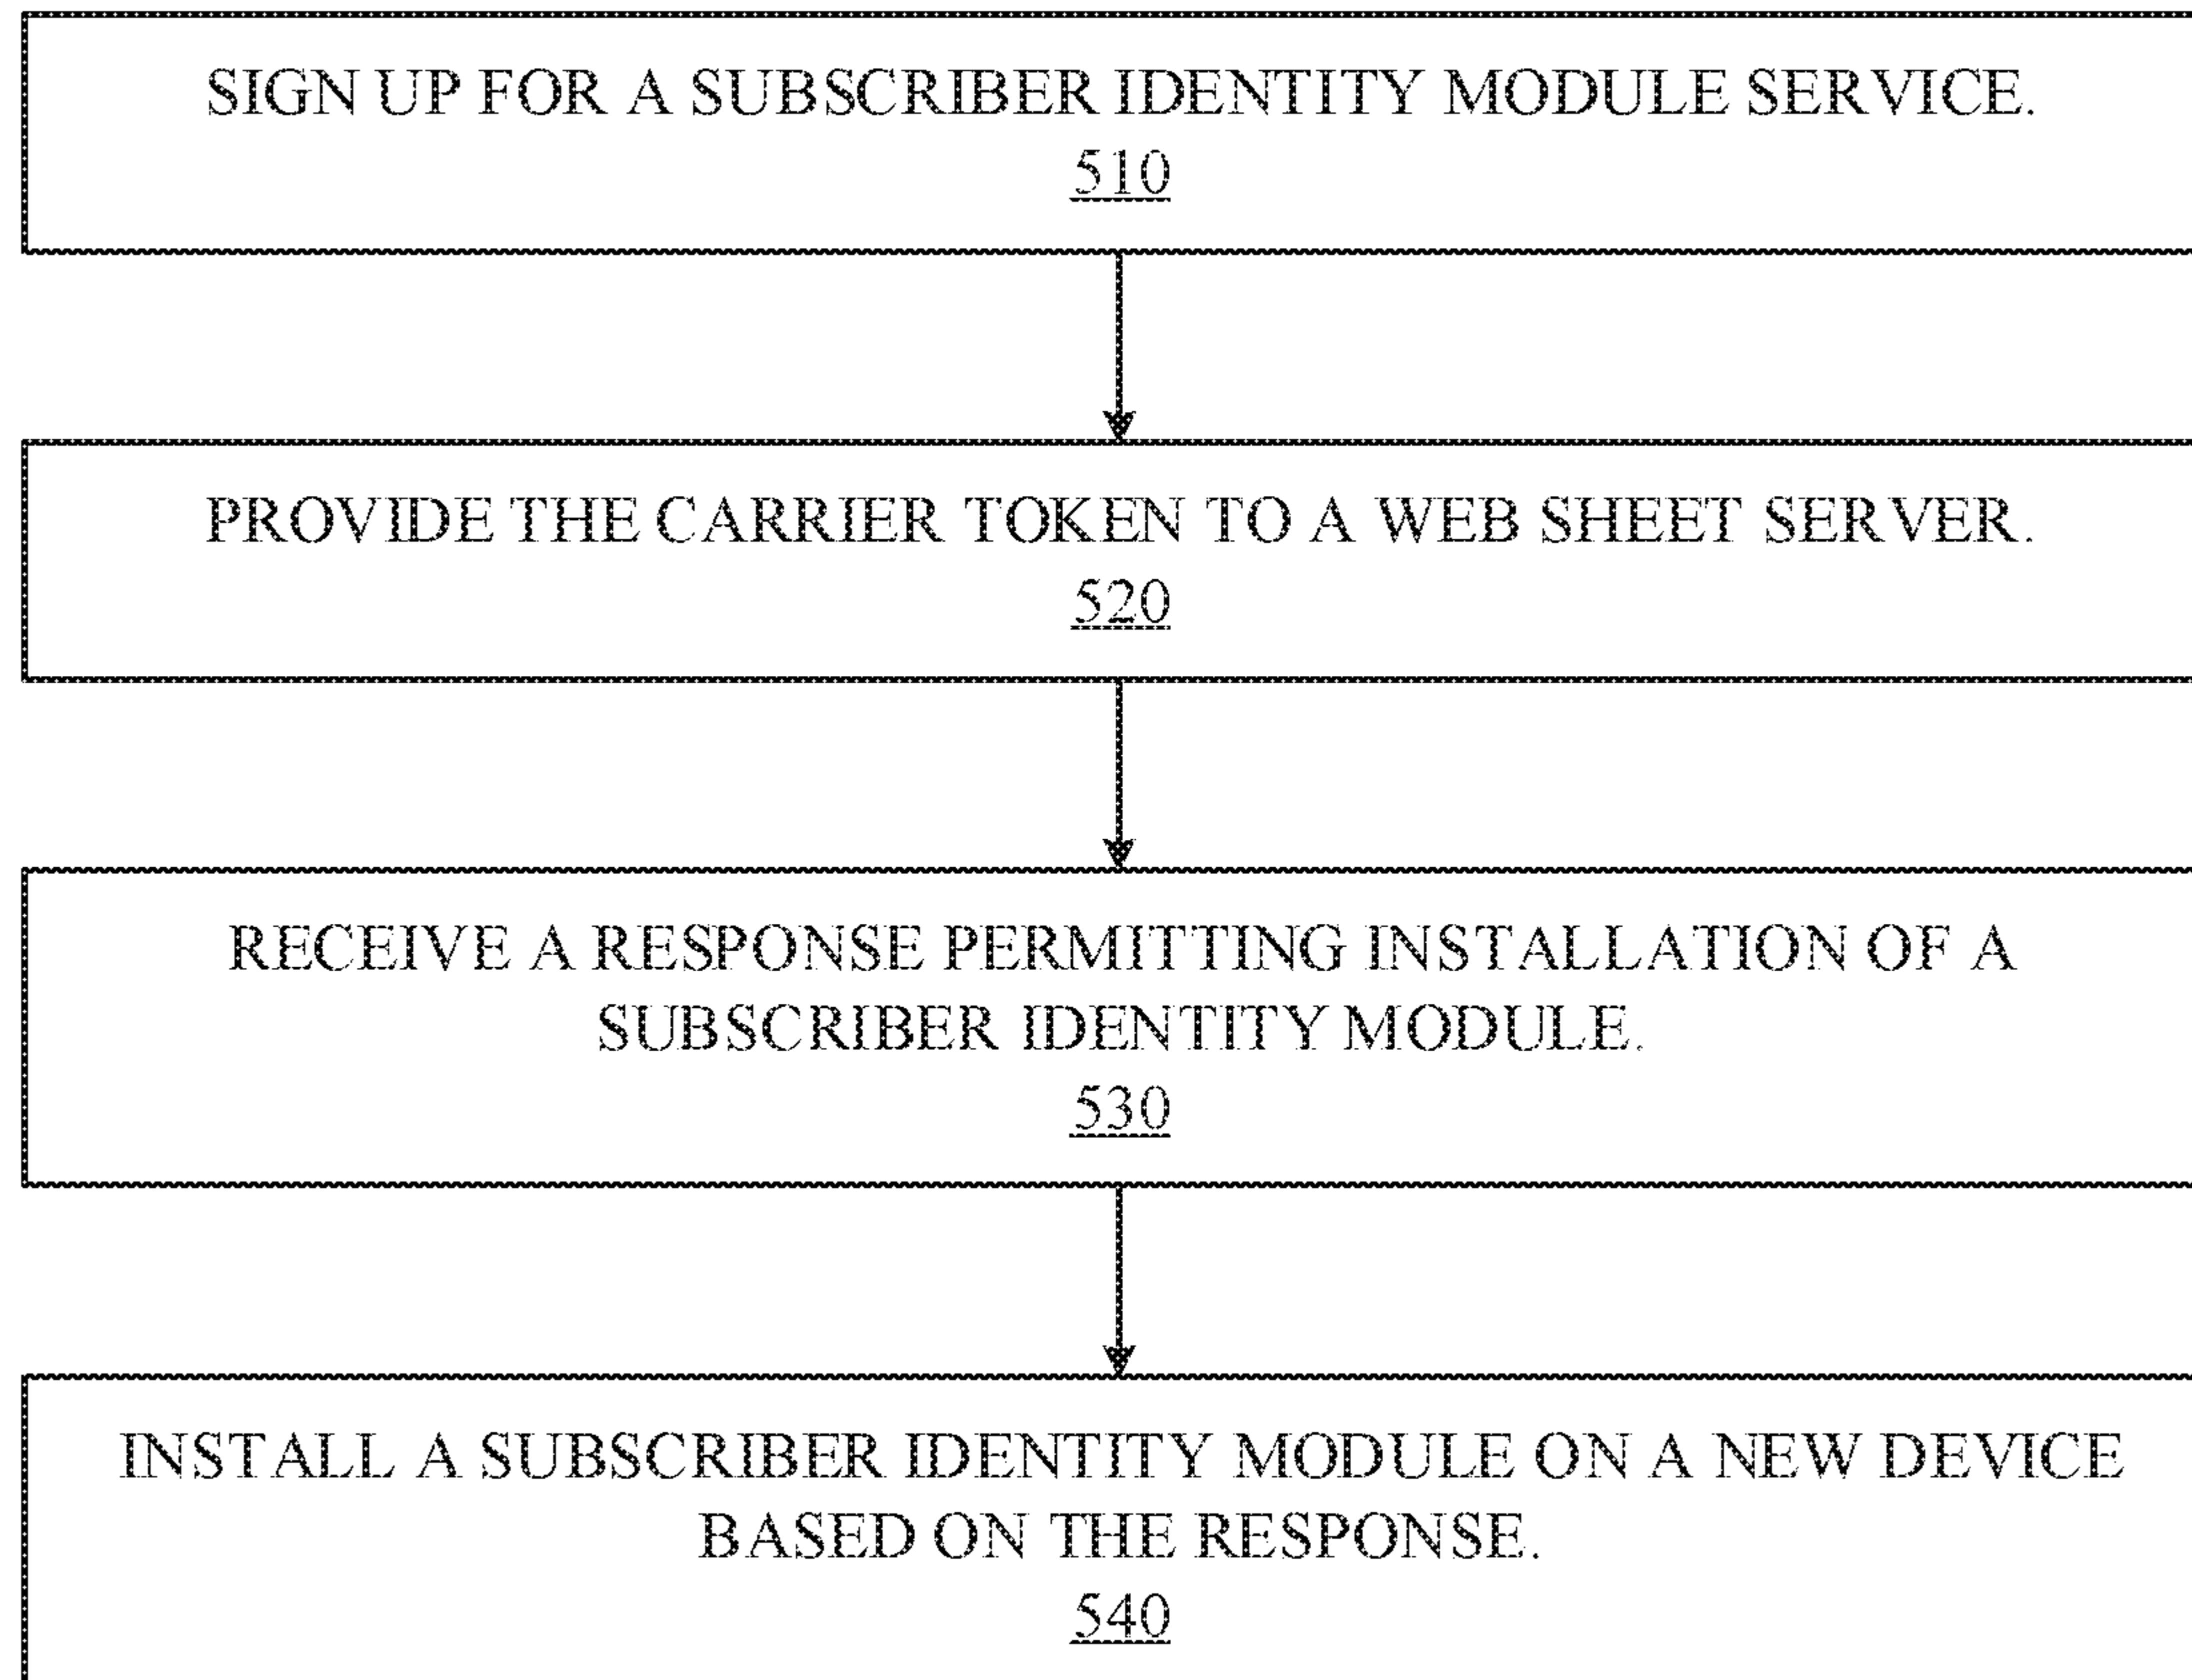 SIGN UP FOR A SUBSCRIBER IDENTITY MODULE SERVICE.
510
PROVIDE THE CARRIER TOKEN TO A WEB SHEET SERVER.
520
RECEIVE A RESPONSE PERMITTING INSTALLATION OF A
SUBSCRIBER IDENTITY MODULE.
530
INSTALL A SUBSCRIBER IDENTITY MODULE ON A NEW DEVICE
BASED ON THE RESPONSE.
540